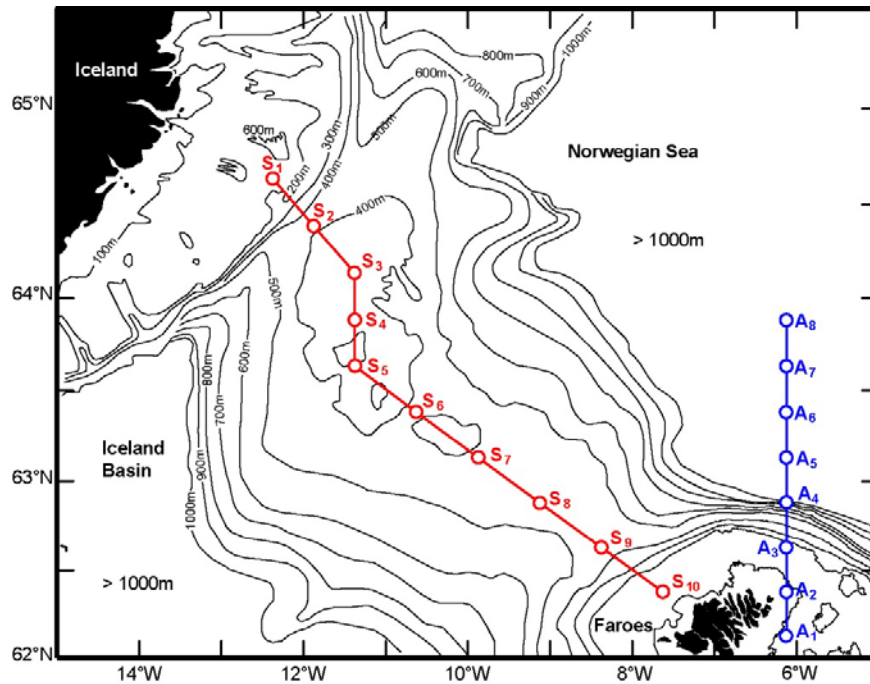 Iceland
65°N
64°N
63°N
62°N
14°W
12°W
10°W
8°W
6°W
Norwegian Sea
> 1000m
Iceland
Basin
> 1000m
Faroes
800m
1000m
600m
700m
900m
500m
600m
300m
400m
200m
400m
100m
500m
600m
800m
700m
900m
1000m
S1
S2
S3
S4
S5
S6
S7
S8
S9
S10
A8
A7
A6
A5
A4
A3
A2
A1